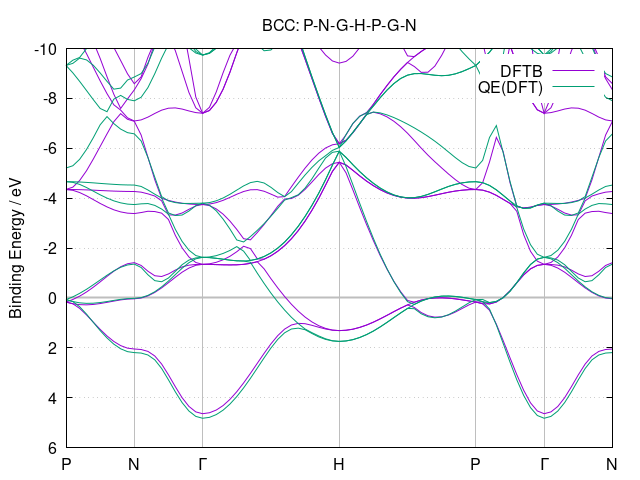 BCC: P-N-G-H-P-G-N
-10
-8
-6
-4
-2
0
2
4
6
Binding Energy / eV
DFTB
QE(DFT)
P N Γ H P Γ N